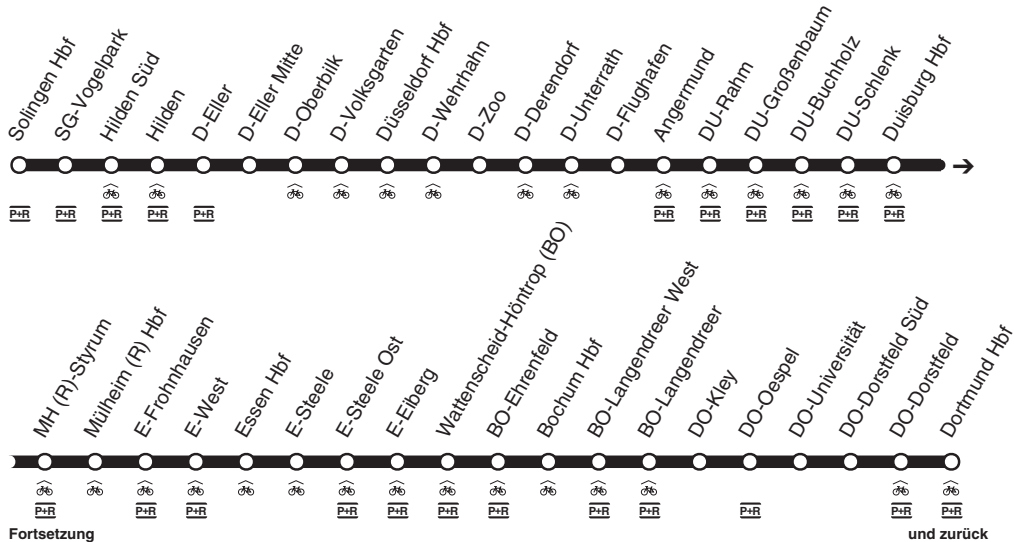 Solingen Hbf
SG-Vogelpark
Hilden Süd
Hilden
D-Eller
D-Eller Mitte
D-Oberbilk
D-Volksgarten
Düsseldorf Hbf
D-Wehrhahn
D-Zoo
D-Derendorf
D-Unterrath
D-Flughafen
Angermund
DU-Rahm
DU-Großenbaum
DU-Buchholz
DU-Schlenk
Duisburg Hbf
P+R P+R P+R P+R P+R P+R P+R P+R P+R P+R P+R
MH (R)-Styrum
Mülheim (R) Hbf
E-Frohnhausen
E-West
Essen Hbf
E-Steele
E-Steele Ost
E-Eiberg
Wattenscheid-Höntrop (BO)
BO-Ehrenfeld
Bochum Hbf
BO-Langendreer West
BO-Langendreer
DO-Kley
DO-Oespel
DO-Universität
DO-Dorstfeld Süd
DO-Dorstfeld
Dortmund Hbf
P+R P+R P+R P+R P+R P+R P+R P+R P+R P+R P+R P+R
Fortsetzung
und zurück